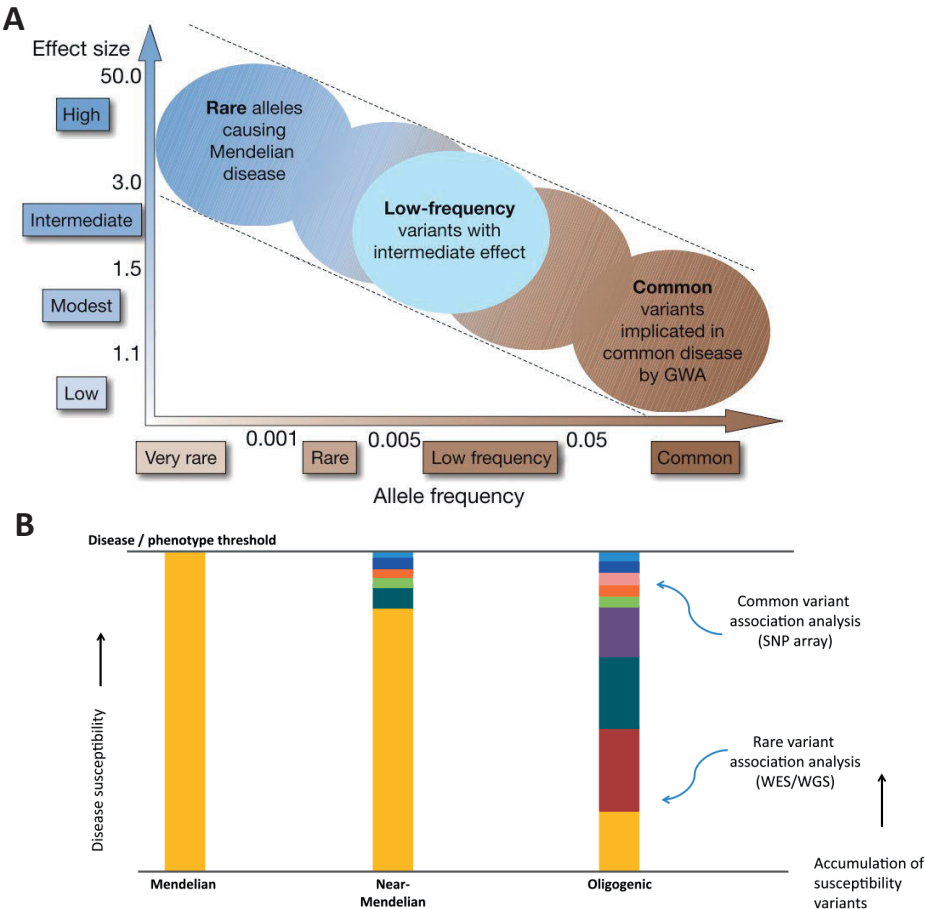 A
Effect size
50.0
High
3.0
Intermediate
1.5
Modest
1.1
Low
Rare alleles
causing
Mendelian
disease
Low-frequency
variants with
intermediate effect
Common
variants
implicated in
common disease
by GWA
0.001
0.005
0.05
Very rare
Rare
Low frequency
Common
Allele frequency
B
Disease / phenotype threshold
Disease susceptibility
Common variant
association analysis
(SNP array)
Rare variant
association analysis
(WES/WGS)
Accumulation of
susceptibility
variants
Mendelian
Near-
Mendelian
Oligogenic